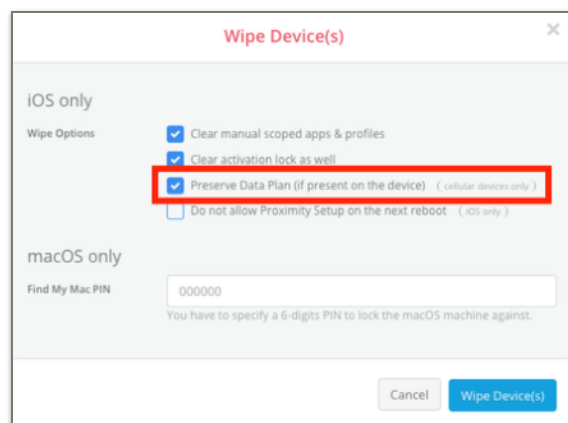 Wipe Device(s)
iOS only
Wipe Options
Clear manual scoped apps & profiles
Clear activation lock as well
Preserve Data Plan (if present on the device) ( cellular devices only )
Do not allow Proximity Setup on the next reboot ( iOS only )
macOS only
Find My Mac PIN
000000
You have to specify a 6-digits PIN to lock the macOS machine against.
Cancel
Wipe Device(s)